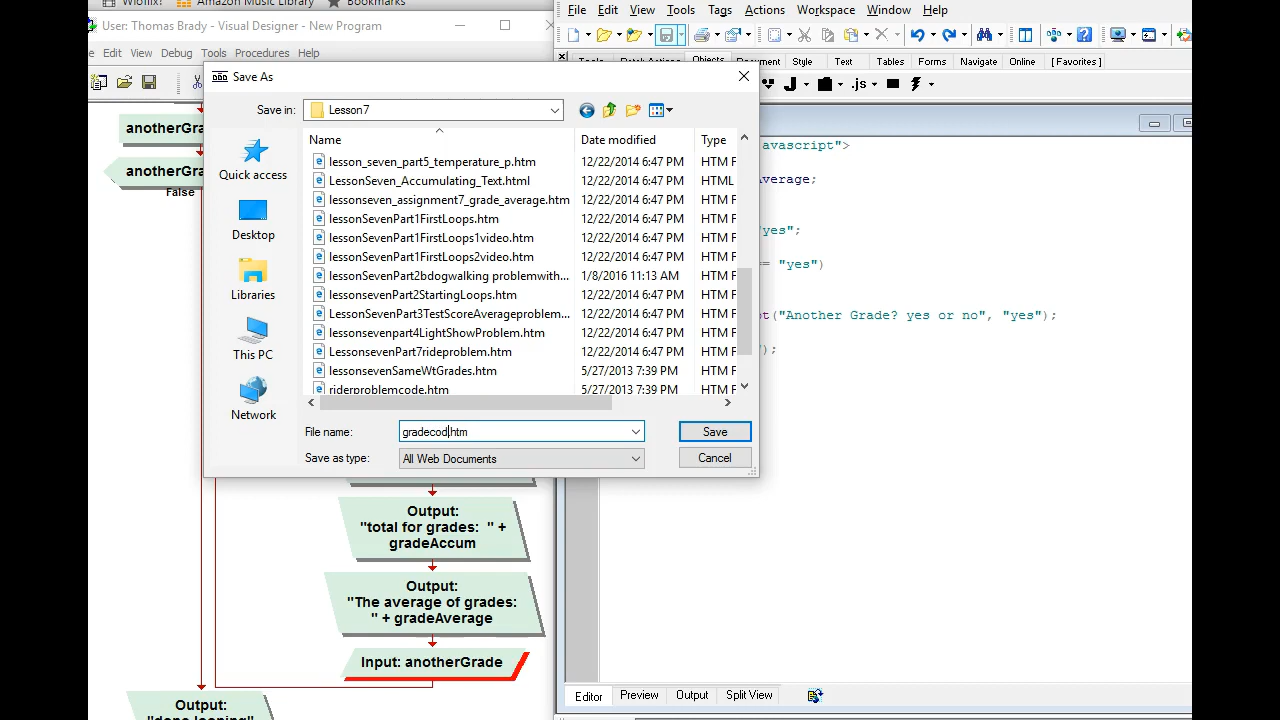 Wioflix!
Amazon Music Library
Bookmarks
User: Thomas Brady - Visual Designer - New Program
Edit View Debug Tools Procedures Help
File Edit View Tools Tags Actions Workspace Window Help
Objects
Style Text Tables Forms Navigate Online [ Favorites ]
.js
Save As
Save in: Lesson7
Quick access
Desktop
Libraries
This PC
Network
Name Date modified Type
lesson_seven_part5_temperature_p.htm 12/22/2014 6:47 PM HTM F
LessonSeven_Accumulating_Text.html 12/22/2014 6:47 PM HTML
lessonseven_assignment7_grade_average.htm 12/22/2014 6:47 PM HTM F
lessonSevenPart1FirstLoops.htm 12/22/2014 6:47 PM HTM F
lessonSevenPart1FirstLoops1video.htm 12/22/2014 6:47 PM HTM F
lessonSevenPart1FirstLoops2video.htm 12/22/2014 6:47 PM HTM F
lessonSevenPart2bdogwalking problemwith... 1/8/2016 11:13 AM HTM F
lessonsevenPart2StartingLoops.htm 12/22/2014 6:47 PM HTM F
LessonSevenPart3TestScoreAverageproblem... 12/22/2014 6:47 PM HTM F
lessonsevenpart4LightShowProblem.htm 12/22/2014 6:47 PM HTM F
LessonsevenPart7rideproblem.htm 12/22/2014 6:47 PM HTM F
lessonsevenSameWtGrades.htm 5/27/2013 7:39 PM HTM F
riderproblemcode.htm 5/27/2013 7:39 PM HTM F
File name: gradecod.htm Save
Save as type: All Web Documents Cancel
anotherGra
anotherGra
False
avascript">
verage;
"yes";
== "yes")
t("Another Grade? yes or no", "yes");
");
Output:
"total for grades: " +
gradeAccum
Output:
"The average of grades:
" + gradeAverage
Input: anotherGrade
Output:
"done looping"
Editor Preview Output Split View